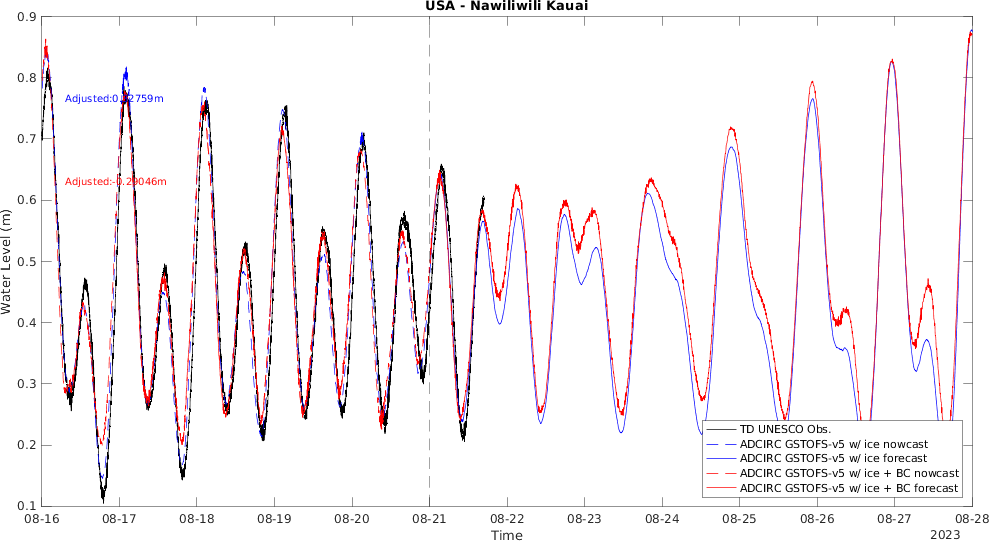 USA - Nawiliwili Kauai
0.9
0.8
0.7
0.6
0.5
0.4
0.3
0.2
0.1
Water Level (m)
Adjusted:-0.29046m
TD UNESCO Obs.
ADCIRC GSTOFS-v5 w/ ice nowcast
ADCIRC GSTOFS-v5 w/ ice forecast
ADCIRC GSTOFS-v5 w/ ice + BC nowcast
ADCIRC GSTOFS-v5 w/ ice + BC forecast
08-16 08-17 08-18 08-19 08-20 08-21 08-22 08-23 08-24 08-25 08-26 08-27 08-28
Time
2023